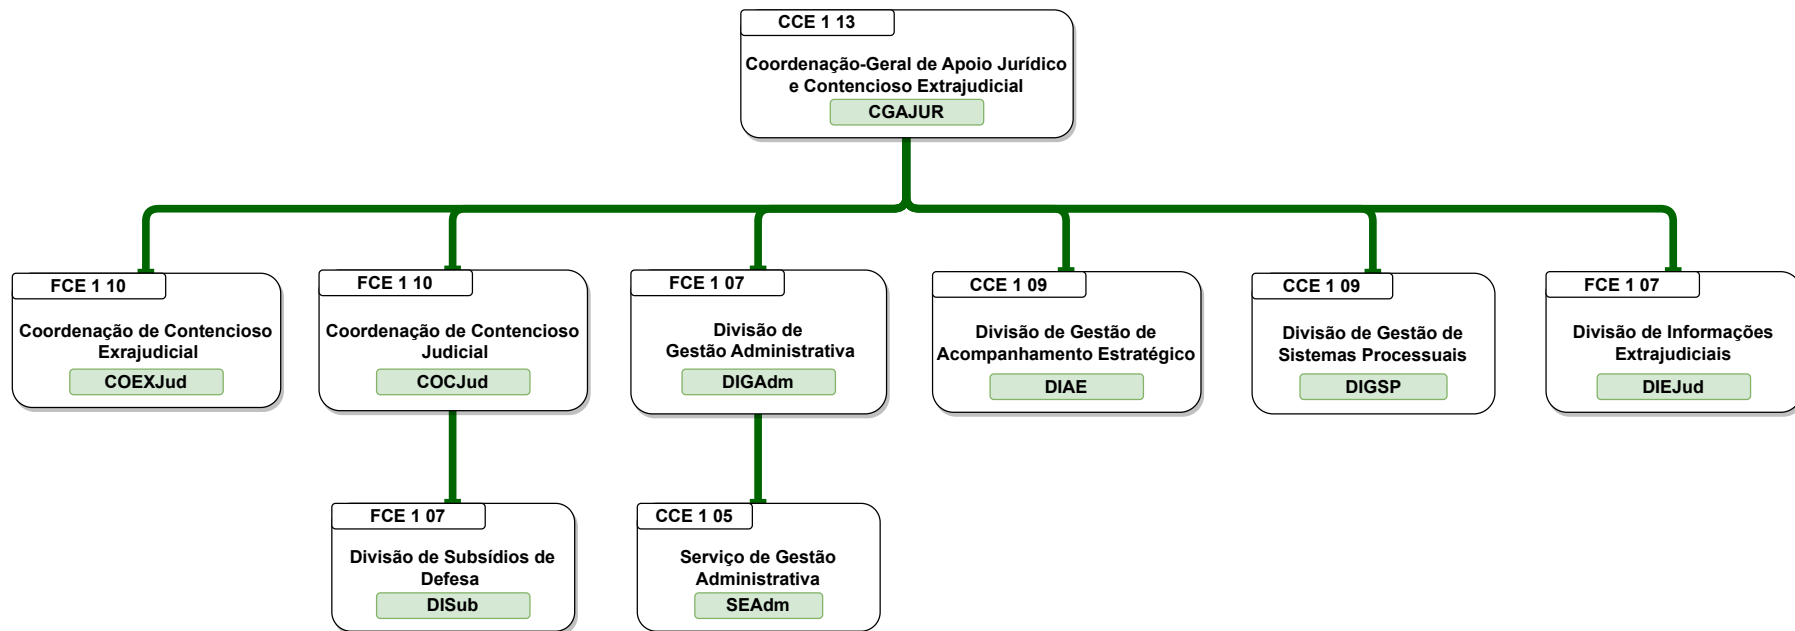 CCE 1 13
Coordenação-Geral de Apoio Jurídico
e Contencioso Extrajudicial
CGAJUR
FCE 1 10
Coordenação de Contencioso
Exrajudicial
COEXJud
FCE 1 10
Coordenação de Contencioso
Judicial
COCJud
FCE 1 07
Divisão de
Gestão Administrativa
DIGAdm
CCE 1 09
Divisão de Gestão de
Acompanhamento Estratégico
DIAE
CCE 1 09
Divisão de Gestão de
Sistemas Processuais
DIGSP
FCE 1 07
Divisão de Informações
Extrajudiciais
DIEJud
FCE 1 07
Divisão de Subsídios de
Defesa
DISub
CCE 1 05
Serviço de Gestão
Administrativa
SEAdm